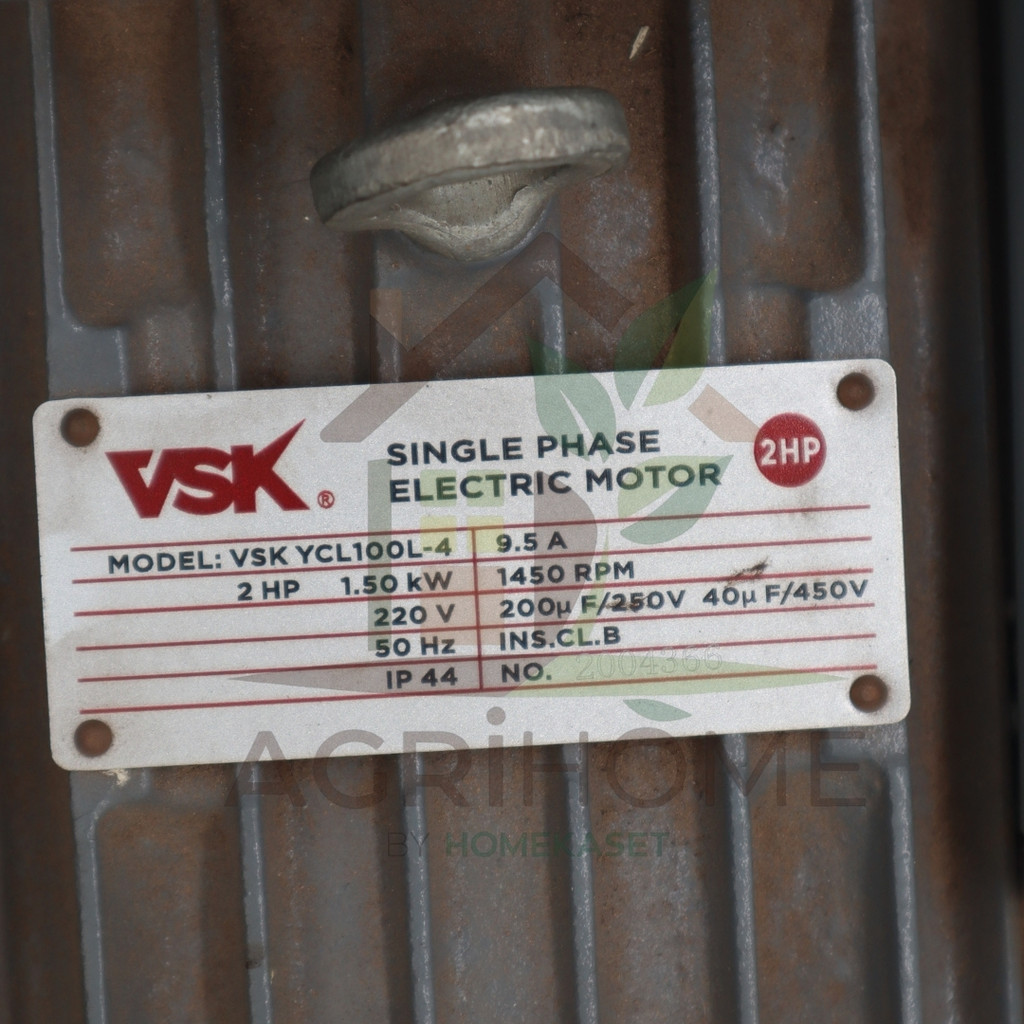 VSK®
SINGLE PHASE
ELECTRIC MOTOR
2HP
MODEL: VSK YCL100L-4 9.5 A
2 HP 1.50 kW 1450 RPM
220 V 200µ F/250V 40µ F/450V
50 Hz INS.CL.B
IP 44 NO. 2004366
AGRIHOME
BY HOMEKASET